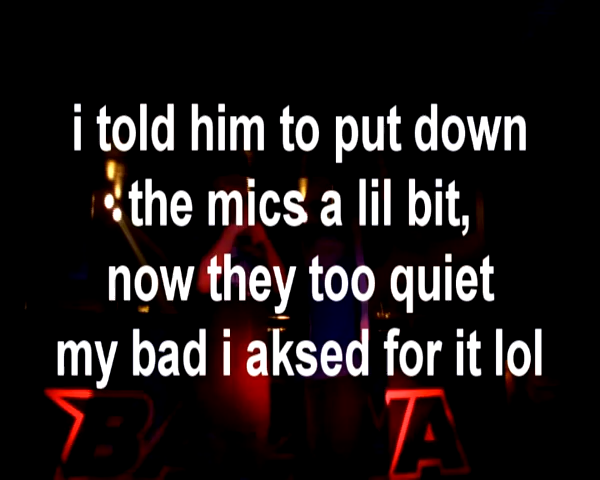 i told him to put down
the mics a lil bit,
now they too quiet
my bad i aksed for it lol
BA A